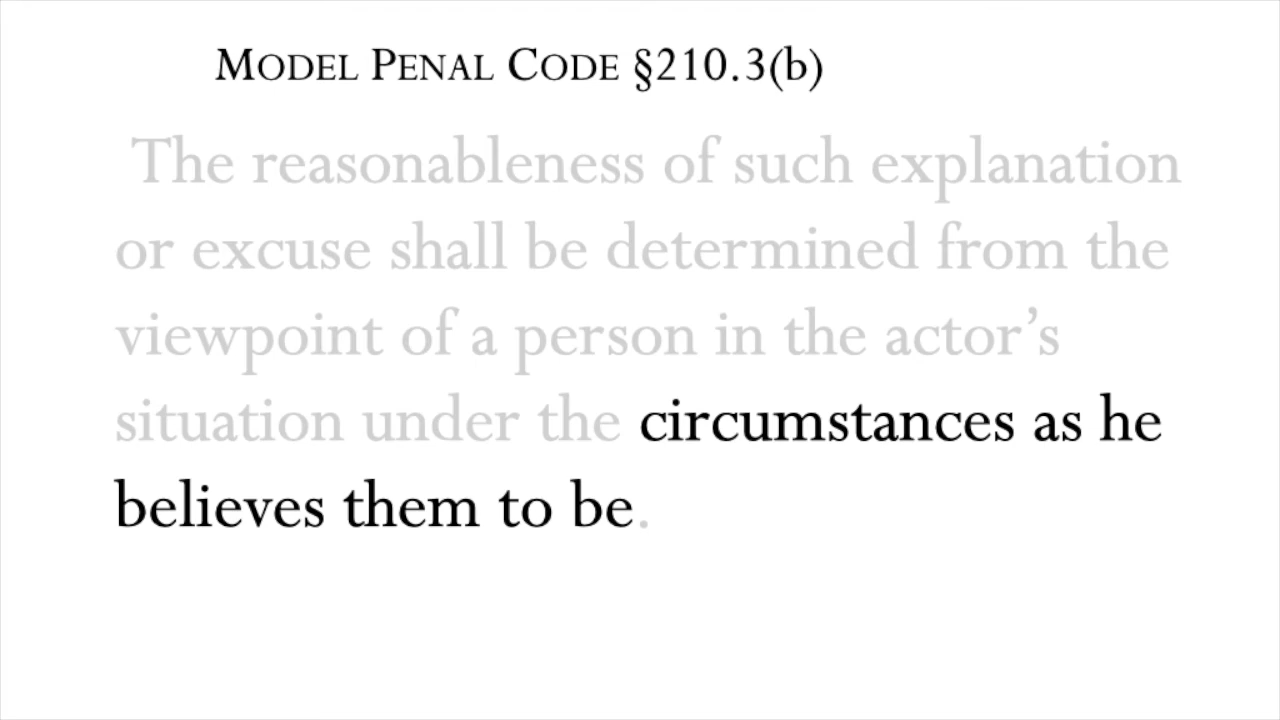 MODEL PENAL CODE §210.3(b)
The reasonableness of such explanation
or excuse shall be determined from the
viewpoint of a person in the actor’s
situation under the circumstances as he
believes them to be.